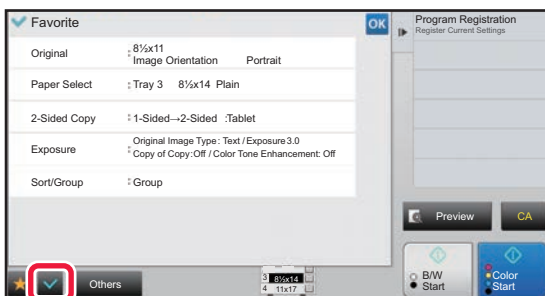 Favorite
OK
Program Registration
Register Current Settings
Original : 8½x11
Image Orientation Portrait
Paper Select : Tray 3 8½x14 Plain
2-Sided Copy : 1-Sided→2-Sided :Tablet
Exposure : Original Image Type : Text / Exposure 3.0
Copy of Copy:Off / Color Tone Enhancement: Off
Sort/Group : Group
Preview
CA
Others
3 8½x14
4 11x17
B/W
Start
Color
Start